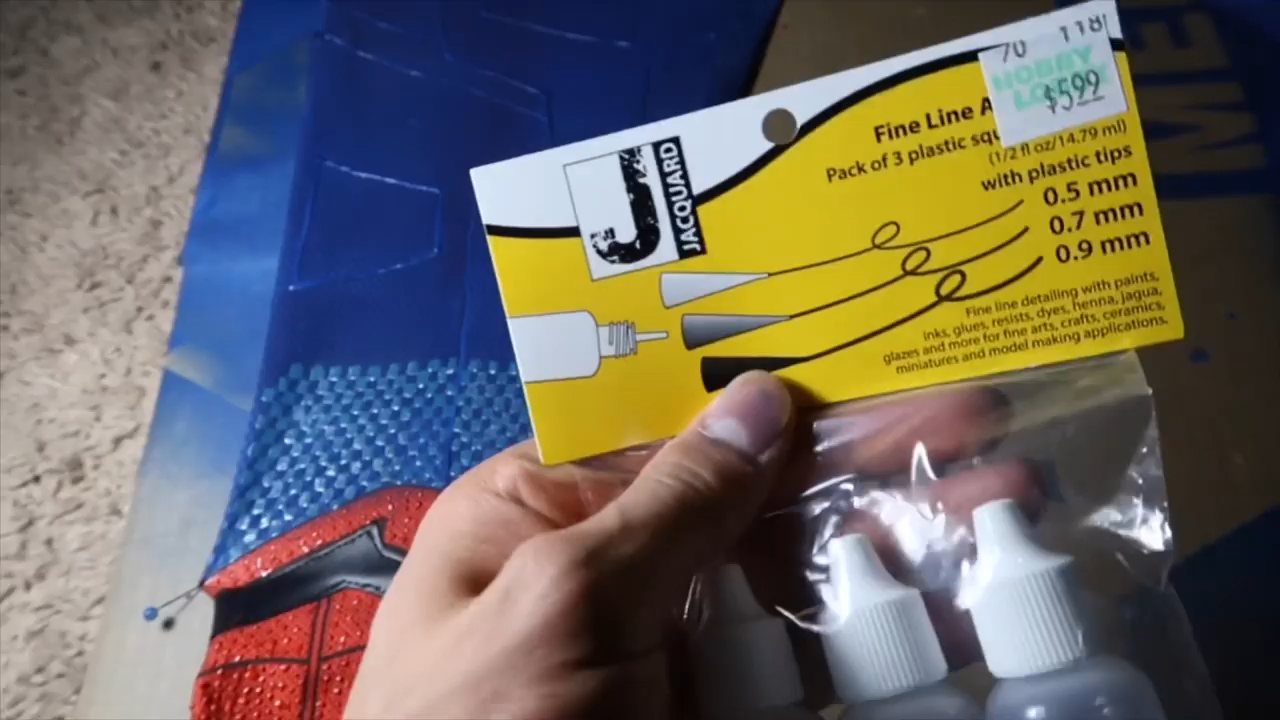 70 118
HOBBY
LOBBY
$5.99
J
JACQUARD
Fine Line A
Pack of 3 plastic squ
(1/2 fl oz/14.79 ml)
with plastic tips
0.5 mm
0.7 mm
0.9 mm
Fine line detailing with paints,
inks, glues, resists, dyes, henna, jagua,
glazes and more for fine arts, crafts, ceramics,
miniatures and model making applications.